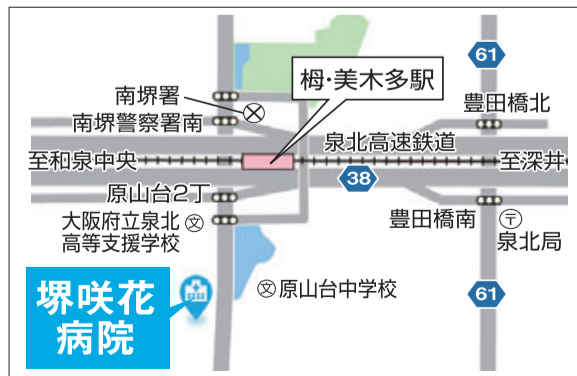 61
栂・美木多駅
南堺署
南堺警察署南
豊田橋北
泉北高速鉄道
至和泉中央
至深井
38
原山台2丁
大阪府立泉北
高等支援学校
文
豊田橋南
〒
泉北局
堺咲花
病院
文
原山台中学校
61